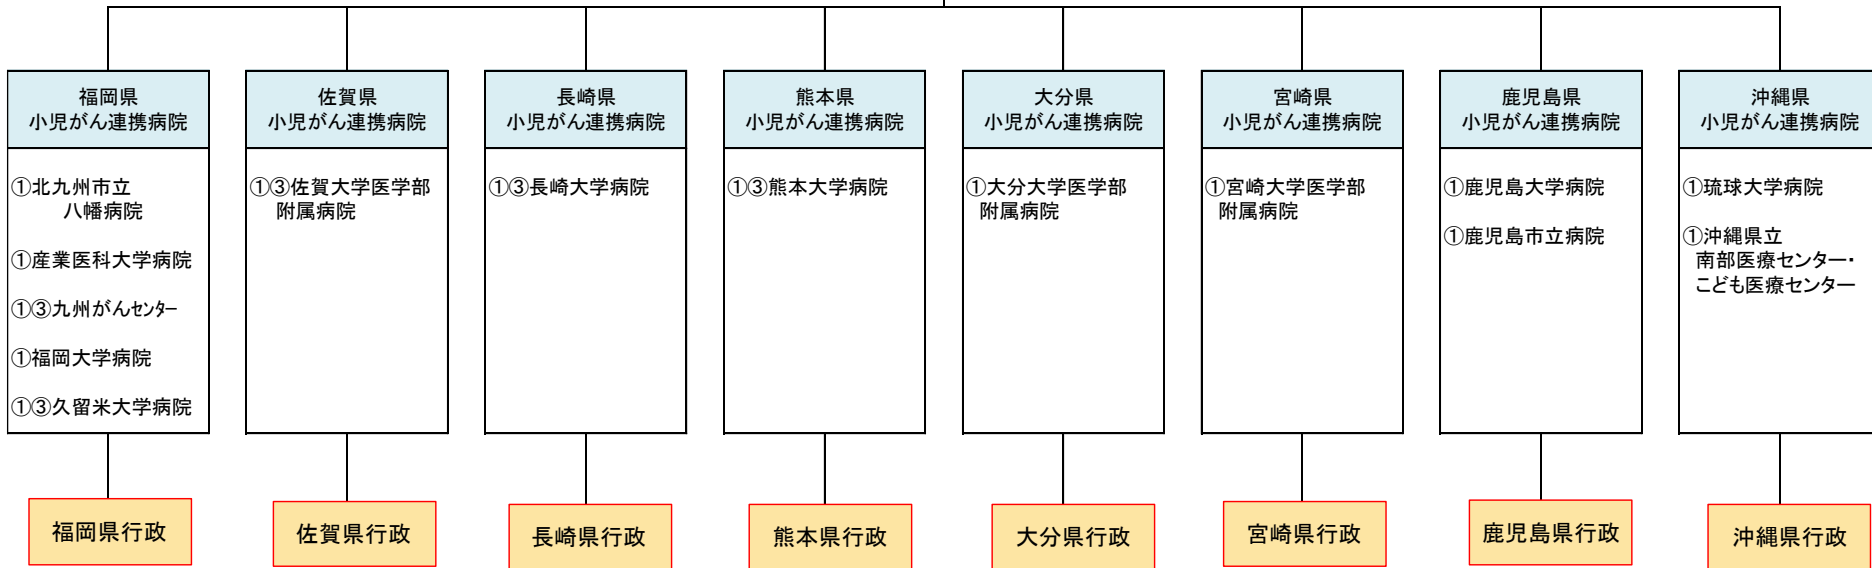 福岡県
小児がん連携病院
①北九州市立
八幡病院
①産業医科大学病院
①③九州がんセンター
①福岡大学病院
①③久留米大学病院
福岡県行政
佐賀県
小児がん連携病院
①③佐賀大学医学部
附属病院
佐賀県行政
長崎県
小児がん連携病院
①③長崎大学病院
長崎県行政
熊本県
小児がん連携病院
①③熊本大学病院
熊本県行政
大分県
小児がん連携病院
①大分大学医学部
附属病院
大分県行政
宮崎県
小児がん連携病院
①宮崎大学医学部
附属病院
宮崎県行政
鹿児島県
小児がん連携病院
①鹿児島大学病院
①鹿児島市立病院
鹿児島県行政
沖縄県
小児がん連携病院
①琉球大学病院
①沖縄県立
南部医療センター・
こども医療センター
沖縄県行政